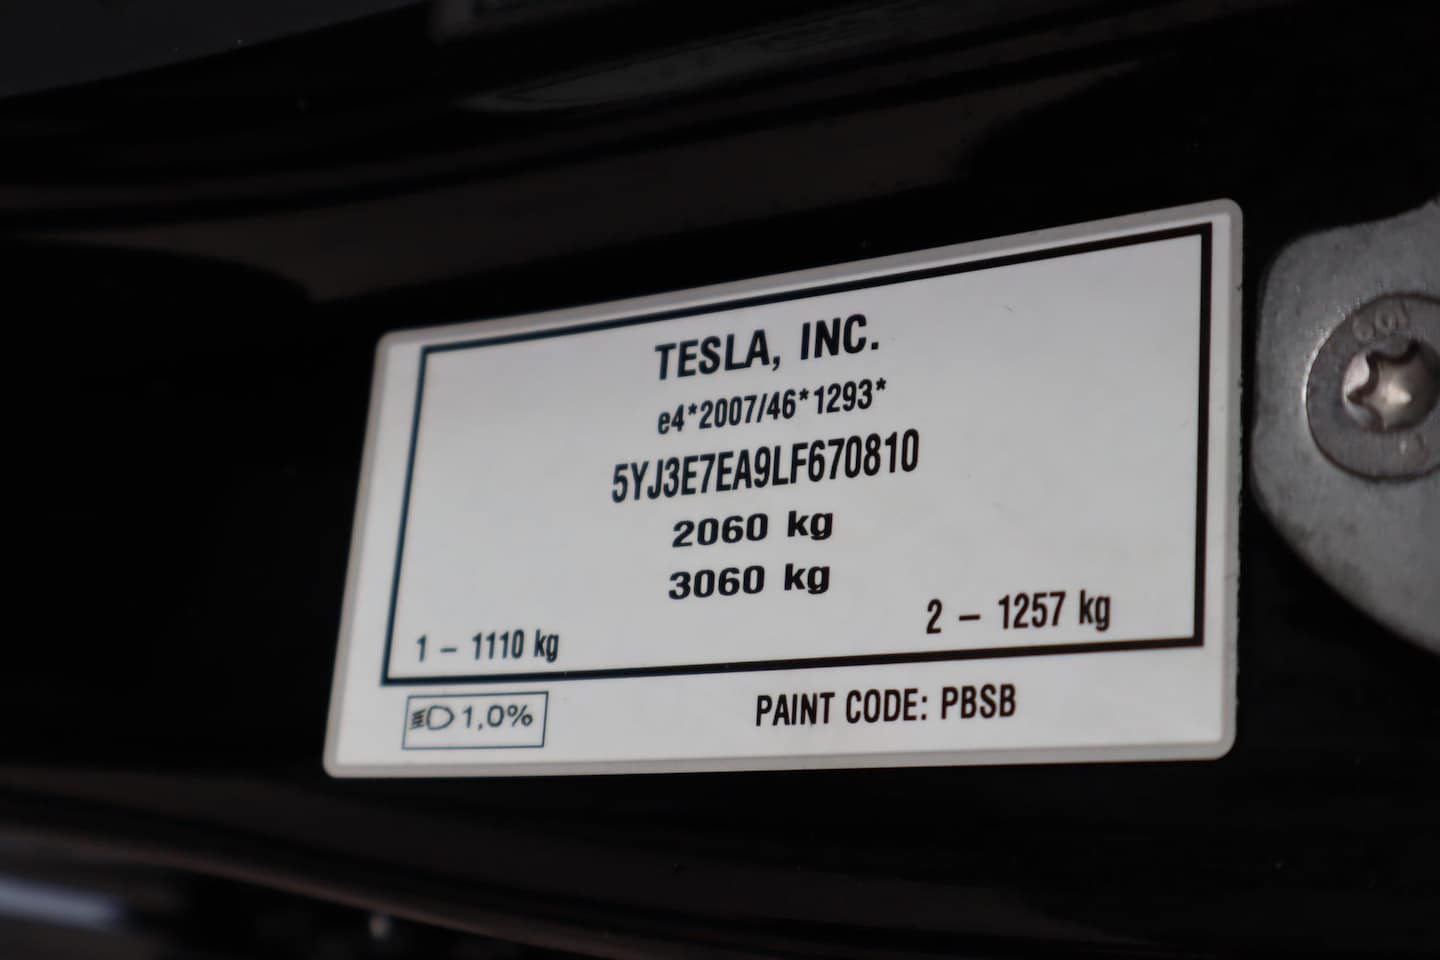 TESLA, INC.
e4*2007/46*1293*
5YJ3E7EA9LF670810
2060 kg
3060 kg
1 – 1110 kg
2 – 1257 kg
1,0%
PAINT CODE: PBSB